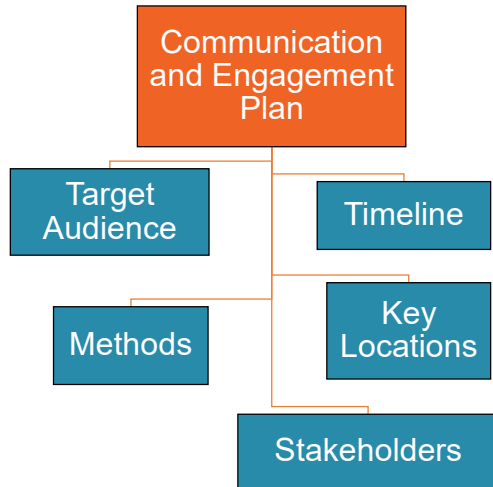 Communication
and Engagement
Plan
Target
Audience
Timeline
Methods
Key
Locations
Stakeholders